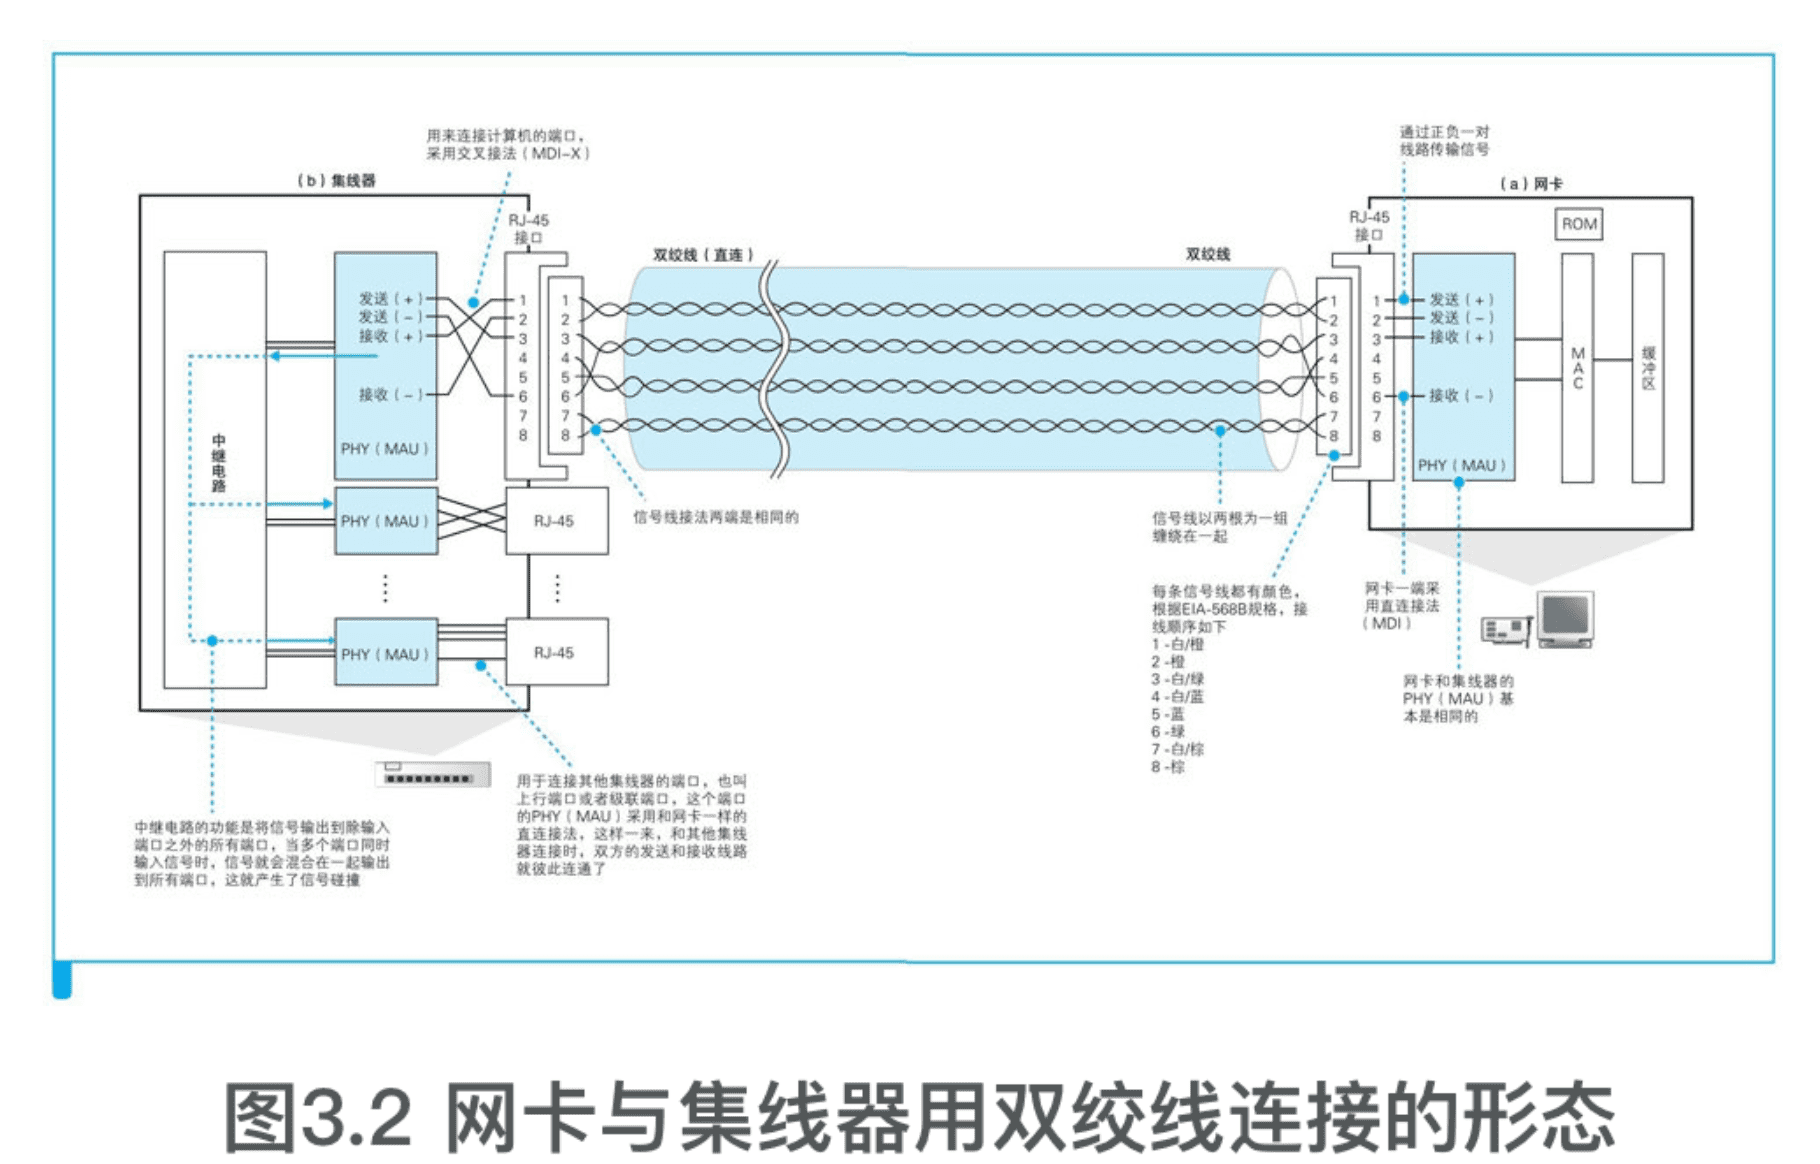 用来连接计算机的端口，
采用交叉接法（MDI-X）
（b）集线器
RJ-45
接口
发送（+）
发送（-）
接收（+）
接收（-）
PHY（MAU）
1
2
3
4
5
6
7
8
1
2
3
4
5
6
7
8
中继电路
PHY（MAU）
RJ-45
PHY（MAU）
RJ-45
双绞线（直连）
双绞线
信号线接法两端是相同的
信号线以两根为一组
缠绕在一起
通过正负一对
线路传输信号
（a）网卡
RJ-45
接口
1
2
3
4
5
6
7
8
1
2
3
4
5
6
7
8
发送（+）
发送（-）
接收（+）
接收（-）
PHY（MAU）
ROM
MAC
缓冲区
每条信号线都有颜色，
根据EIA-568B规格，接
线顺序如下
1 -白/橙
2 -橙
3 -白/绿
4 -白/蓝
5 -蓝
6 -绿
7 -白/棕
8 -棕
网卡一端采
用直连接法
（MDI）
网卡和集线器的
PHY（MAU）基
本是相同的
用于连接其他集线器的端口，也叫
上行端口或者级联端口，这个端口
的PHY（MAU）采用和网卡一样的
直连接法，这样一来，和其他集线
器连接时，双方的发送和接收线路
就彼此连通了
中继电路的功能是将信号输出到除输入
端口之外的所有端口，当多个端口同时
输入信号时，信号就会混合在一起输出
到所有端口，这就产生了信号碰撞
图3.2 网卡与集线器用双绞线连接的形态